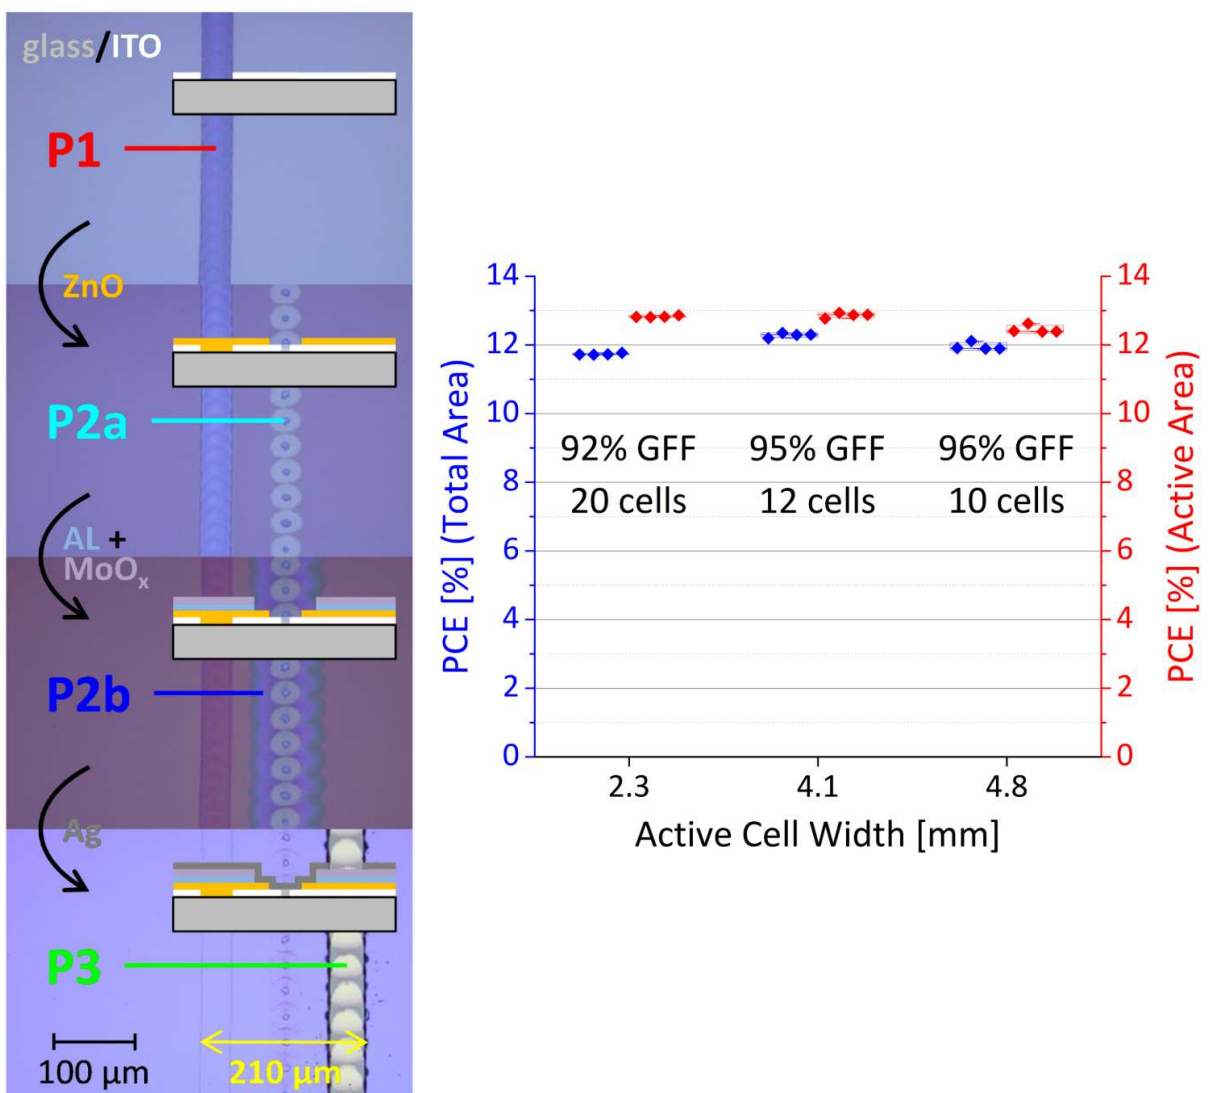 glass/ITO
P1
ZnO
P2a
AL +
MoOₓ
P2b
Ag
P3
100 µm
210 µm
PCE [%] (Total Area)
14
12
10
8
6
4
2
0
92% GFF
20 cells
95% GFF
12 cells
96% GFF
10 cells
2.3
4.1
4.8
Active Cell Width [mm]
14
12
10
8
6
4
2
0
PCE [%] (Active Area)